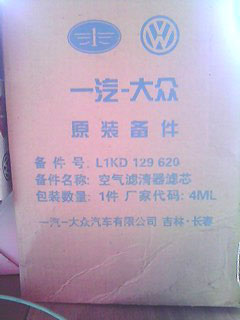 一汽-大众
原装备件
备件号: L1KD 129 620
备件名称: 空气滤清器滤芯
包装数量: 1件 厂家代码: 4ML
一汽-大众汽车有限公司 吉林·长春